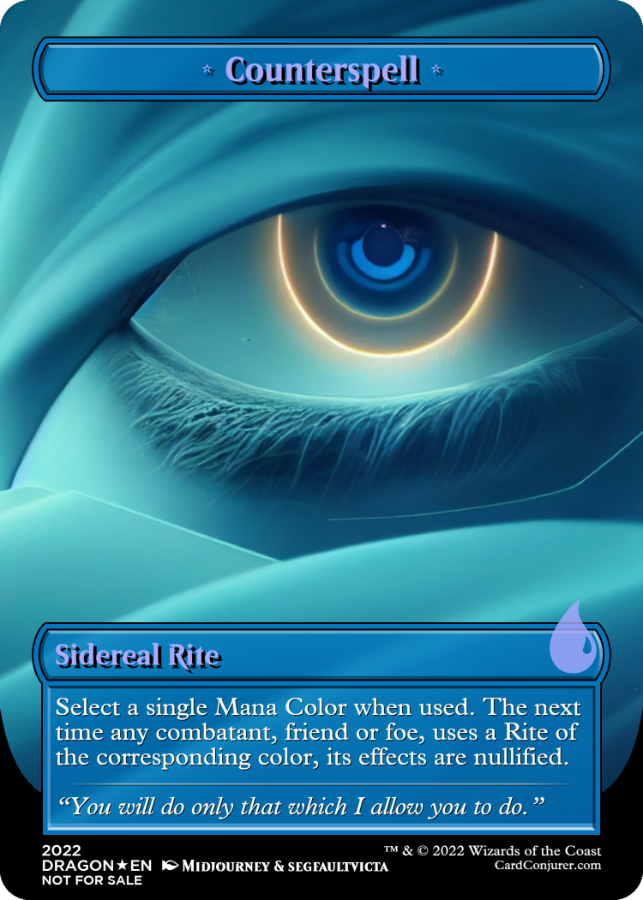 Counterspell
Sidereal Rite
Select a single Mana Color when used. The next
time any combatant, friend or foe, uses a Rite of
the corresponding color, its effects are nullified.
“You will do only that which I allow you to do.”
2022
DRAGON★EN MIDJOURNEY & SEGFAULTVICTA
NOT FOR SALE
™ & © 2022 Wizards of the Coast
CardConjurer.com